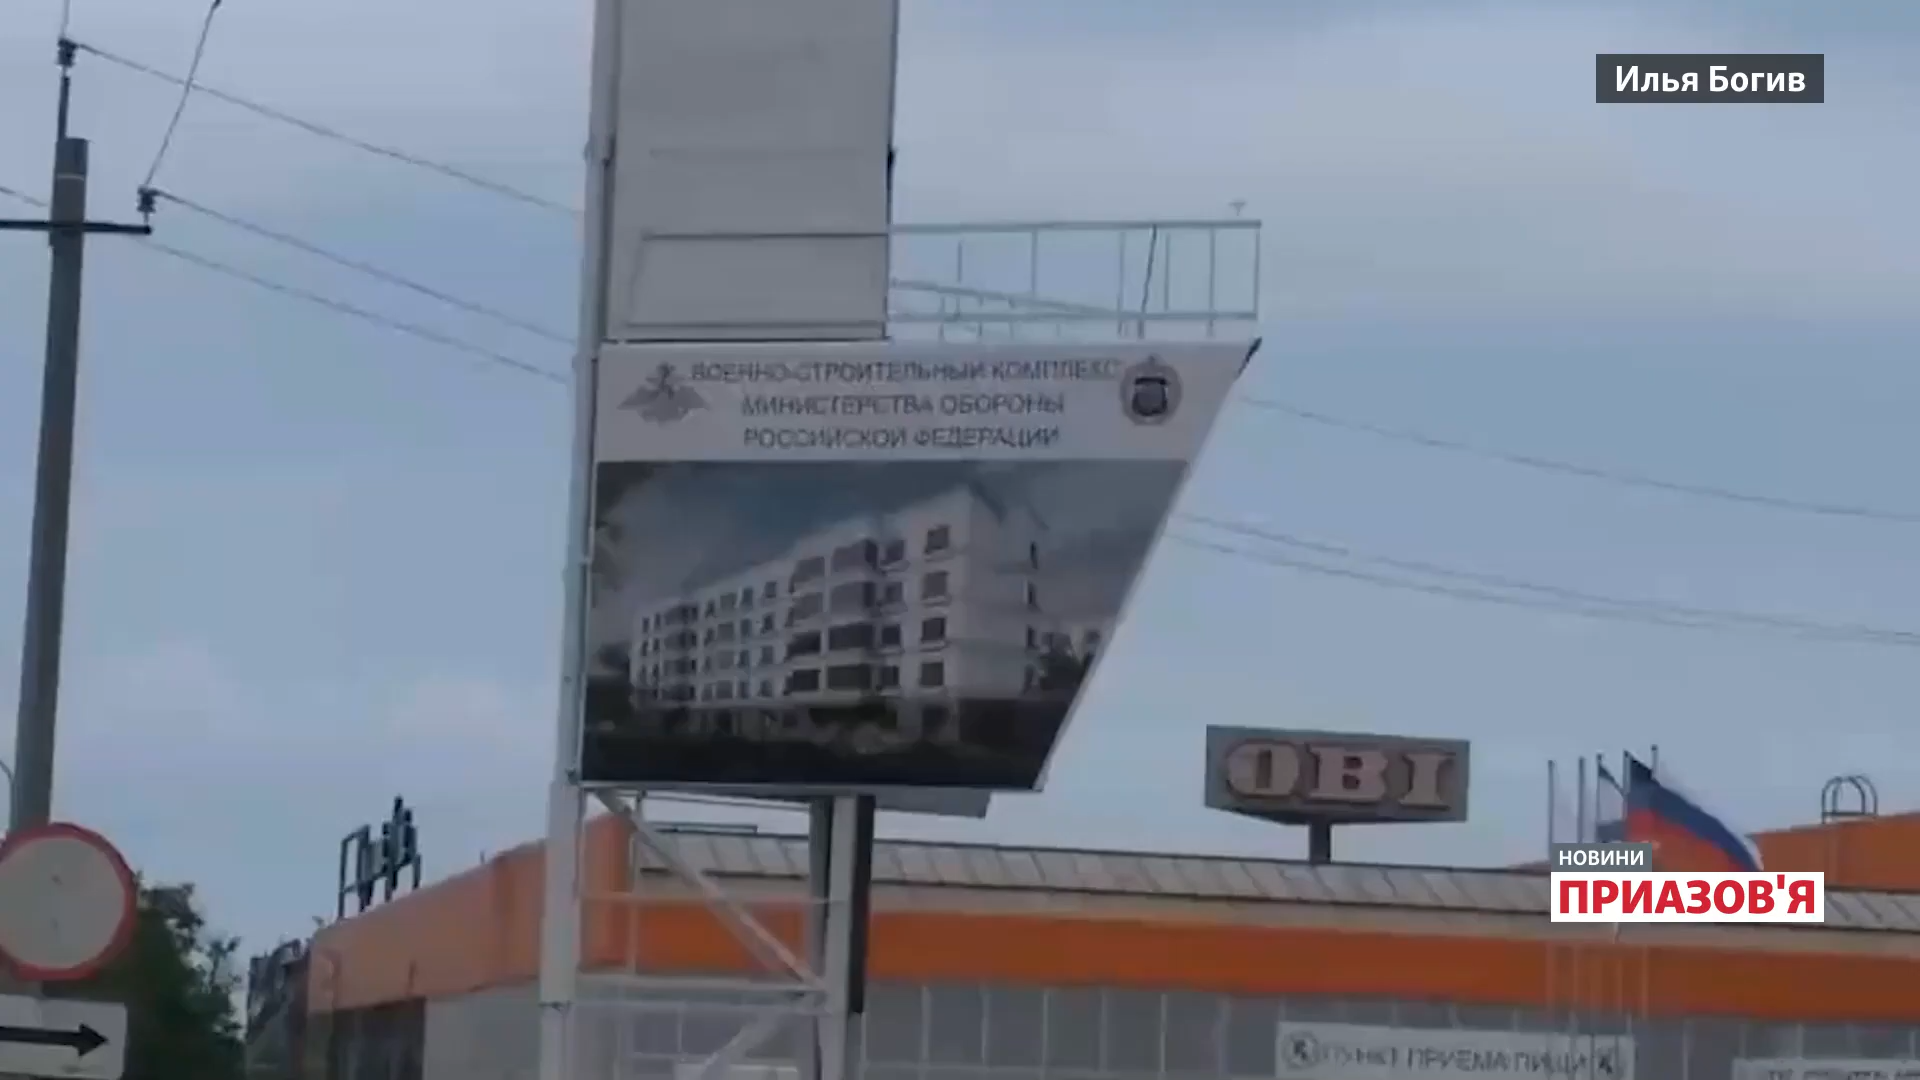 Илья Богив
ВОЕННО-СТРОИТЕЛЬНЫЙ КОМПЛЕКС
МИНИСТЕРСТВА ОБОРОНЫ
РОССИЙСКОЙ ФЕДЕРАЦИИ
OBI
НОВИНИ
ПРИАЗОВ'Я
ПУНКТ ПРИЕМА ПИЩИ